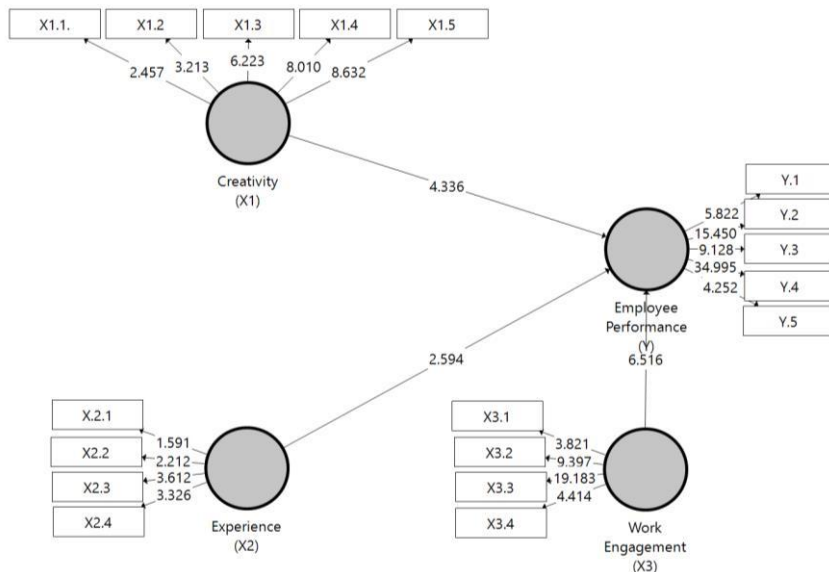 X1.1.
X1.2
X1.3
X1.4
X1.5
2.457
3.213
6.223
8.010
8.632
Creativity
(X1)
4.336
Y.1
Y.2
Y.3
Y.4
Y.5
5.822
15.450
9.128
34.995
4.252
Employee
Performance
(Y)
2.594
6.516
X.2.1
X2.2
X2.3
X2.4
1.591
2.212
3.612
3.326
Experience
(X2)
X3.1
X3.2
X3.3
X3.4
3.821
9.397
19.183
4.414
Work
Engagement
(X3)